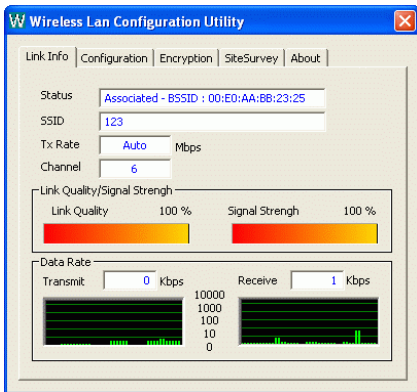 W Wireless Lan Configuration Utility
Link Info Configuration Encryption SiteSurvey About
Status Associated - BSSID : 00:E0:AA:BB:23:25
SSID 123
Tx Rate Auto Mbps
Channel 6
Link Quality/Signal Strengh
Link Quality 100 % Signal Strengh 100 %
Data Rate
Transmit 0 Kbps Receive 1 Kbps
10000
1000
100
10
0